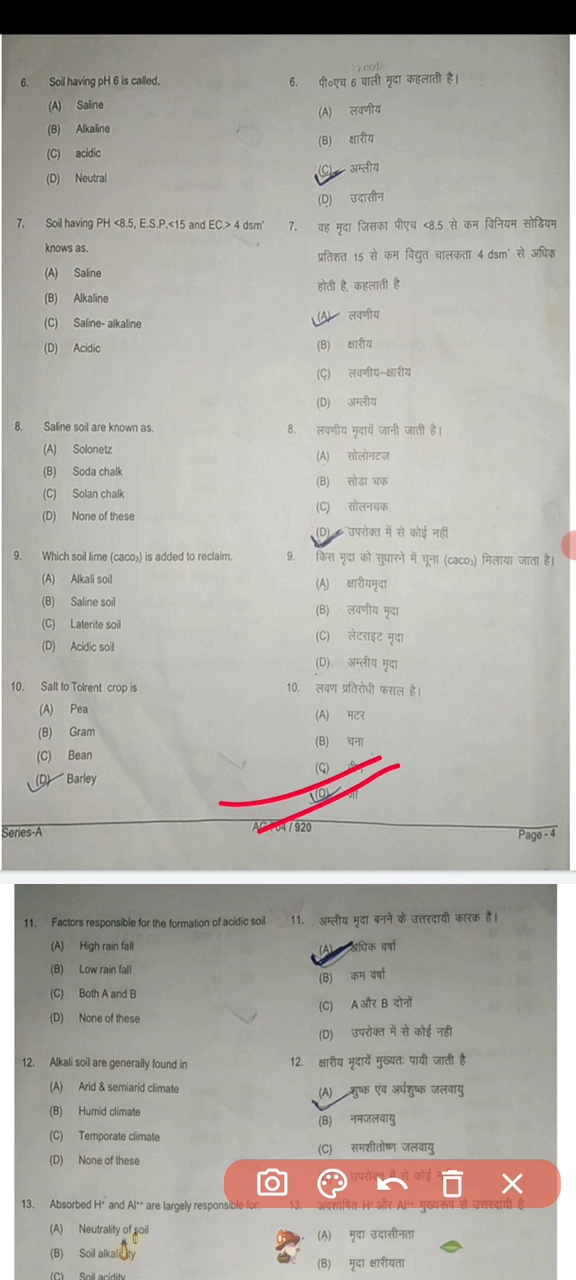 6. Soil having pH 6 is called.
(A) Saline
(B) Alkaline
(C) acidic
(D) Neutral
7. Soil having PH <8.5, E.S.P.<15 and EC.> 4 dsm'
knows as.
(A) Saline
(B) Alkaline
(C) Saline- alkaline
(D) Acidic
8. Saline soil are known as.
(A) Solonetz
(B) Soda chalk
(C) Solan chalk
(D) None of these
9. Which soil lime (caco₃) is added to reclaim.
(A) Alkali soil
(B) Saline soil
(C) Laterite soil
(D) Acidic soil
10. Salt to Tolrent crop is
(A) Pea
(B) Gram
(C) Bean
(D) Barley
6. पी०एच 6 वाली मृदा कहलाती है।
(A) लवणीय
(B) क्षारीय
(C) अम्लीय
(D) उदासीन
7. वह मृदा जिसका पीएच <8.5 से कम विनियम सोडियम
प्रतिशत 15 से कम विद्युत चालकता 4 dsm' से अधिक
होती है, कहलाती है
(A) लवणीय
(B) क्षारीय
(C) लवणीय-क्षारीय
(D) अम्लीय
8. लवणीय मृदायें जानी जाती है।
(A) सोलोनटज
(B) सोडा चक
(C) सोलनचक
(D) उपरोक्त में से कोई नहीं
9. किस मृदा को सुधारने में चूना (caco₃) मिलाया जाता है।
(A) क्षारीयमृदा
(B) लवणीय मृदा
(C) लेटराइट मृदा
(D) अम्लीय मृदा
10. लवण प्रतिरोधी फसल है।
(A) मटर
(B) चना
(C)
(D) जौ
Series-A
/ 920
Page - 4
11. Factors responsible for the formation of acidic soil
(A) High rain fall
(B) Low rain fall
(C) Both A and B
(D) None of these
12. Alkali soil are generally found in
(A) Arid & semiarid climate
(B) Humid climate
(C) Temporate climate
(D) None of these
13. Absorbed H⁺ and Al⁺⁺ are largely responsible for:
(A) Neutrality of soil
(B) Soil alkality
(C) Soil acidity
11. अम्लीय मृदा बनने के उत्तरदायी कारक है।
(A) अधिक वर्षा
(B) कम वर्षा
(C) A और B दोनों
(D) उपरोक्त में से कोई नही
12. क्षारीय मृदायें मुख्यतः पायी जाती है
(A) शुष्क एंव अर्धशुष्क जलवायु
(B) नमजलवायु
(C) समशीतोष्ण जलवायु
उपरोक्त में से कोई
13. अवशोषित H⁺ और Al⁺⁺ मुख्यरूप से उत्तरदायी है
(A) मृदा उदासीनता
(B) मृदा क्षारीयता